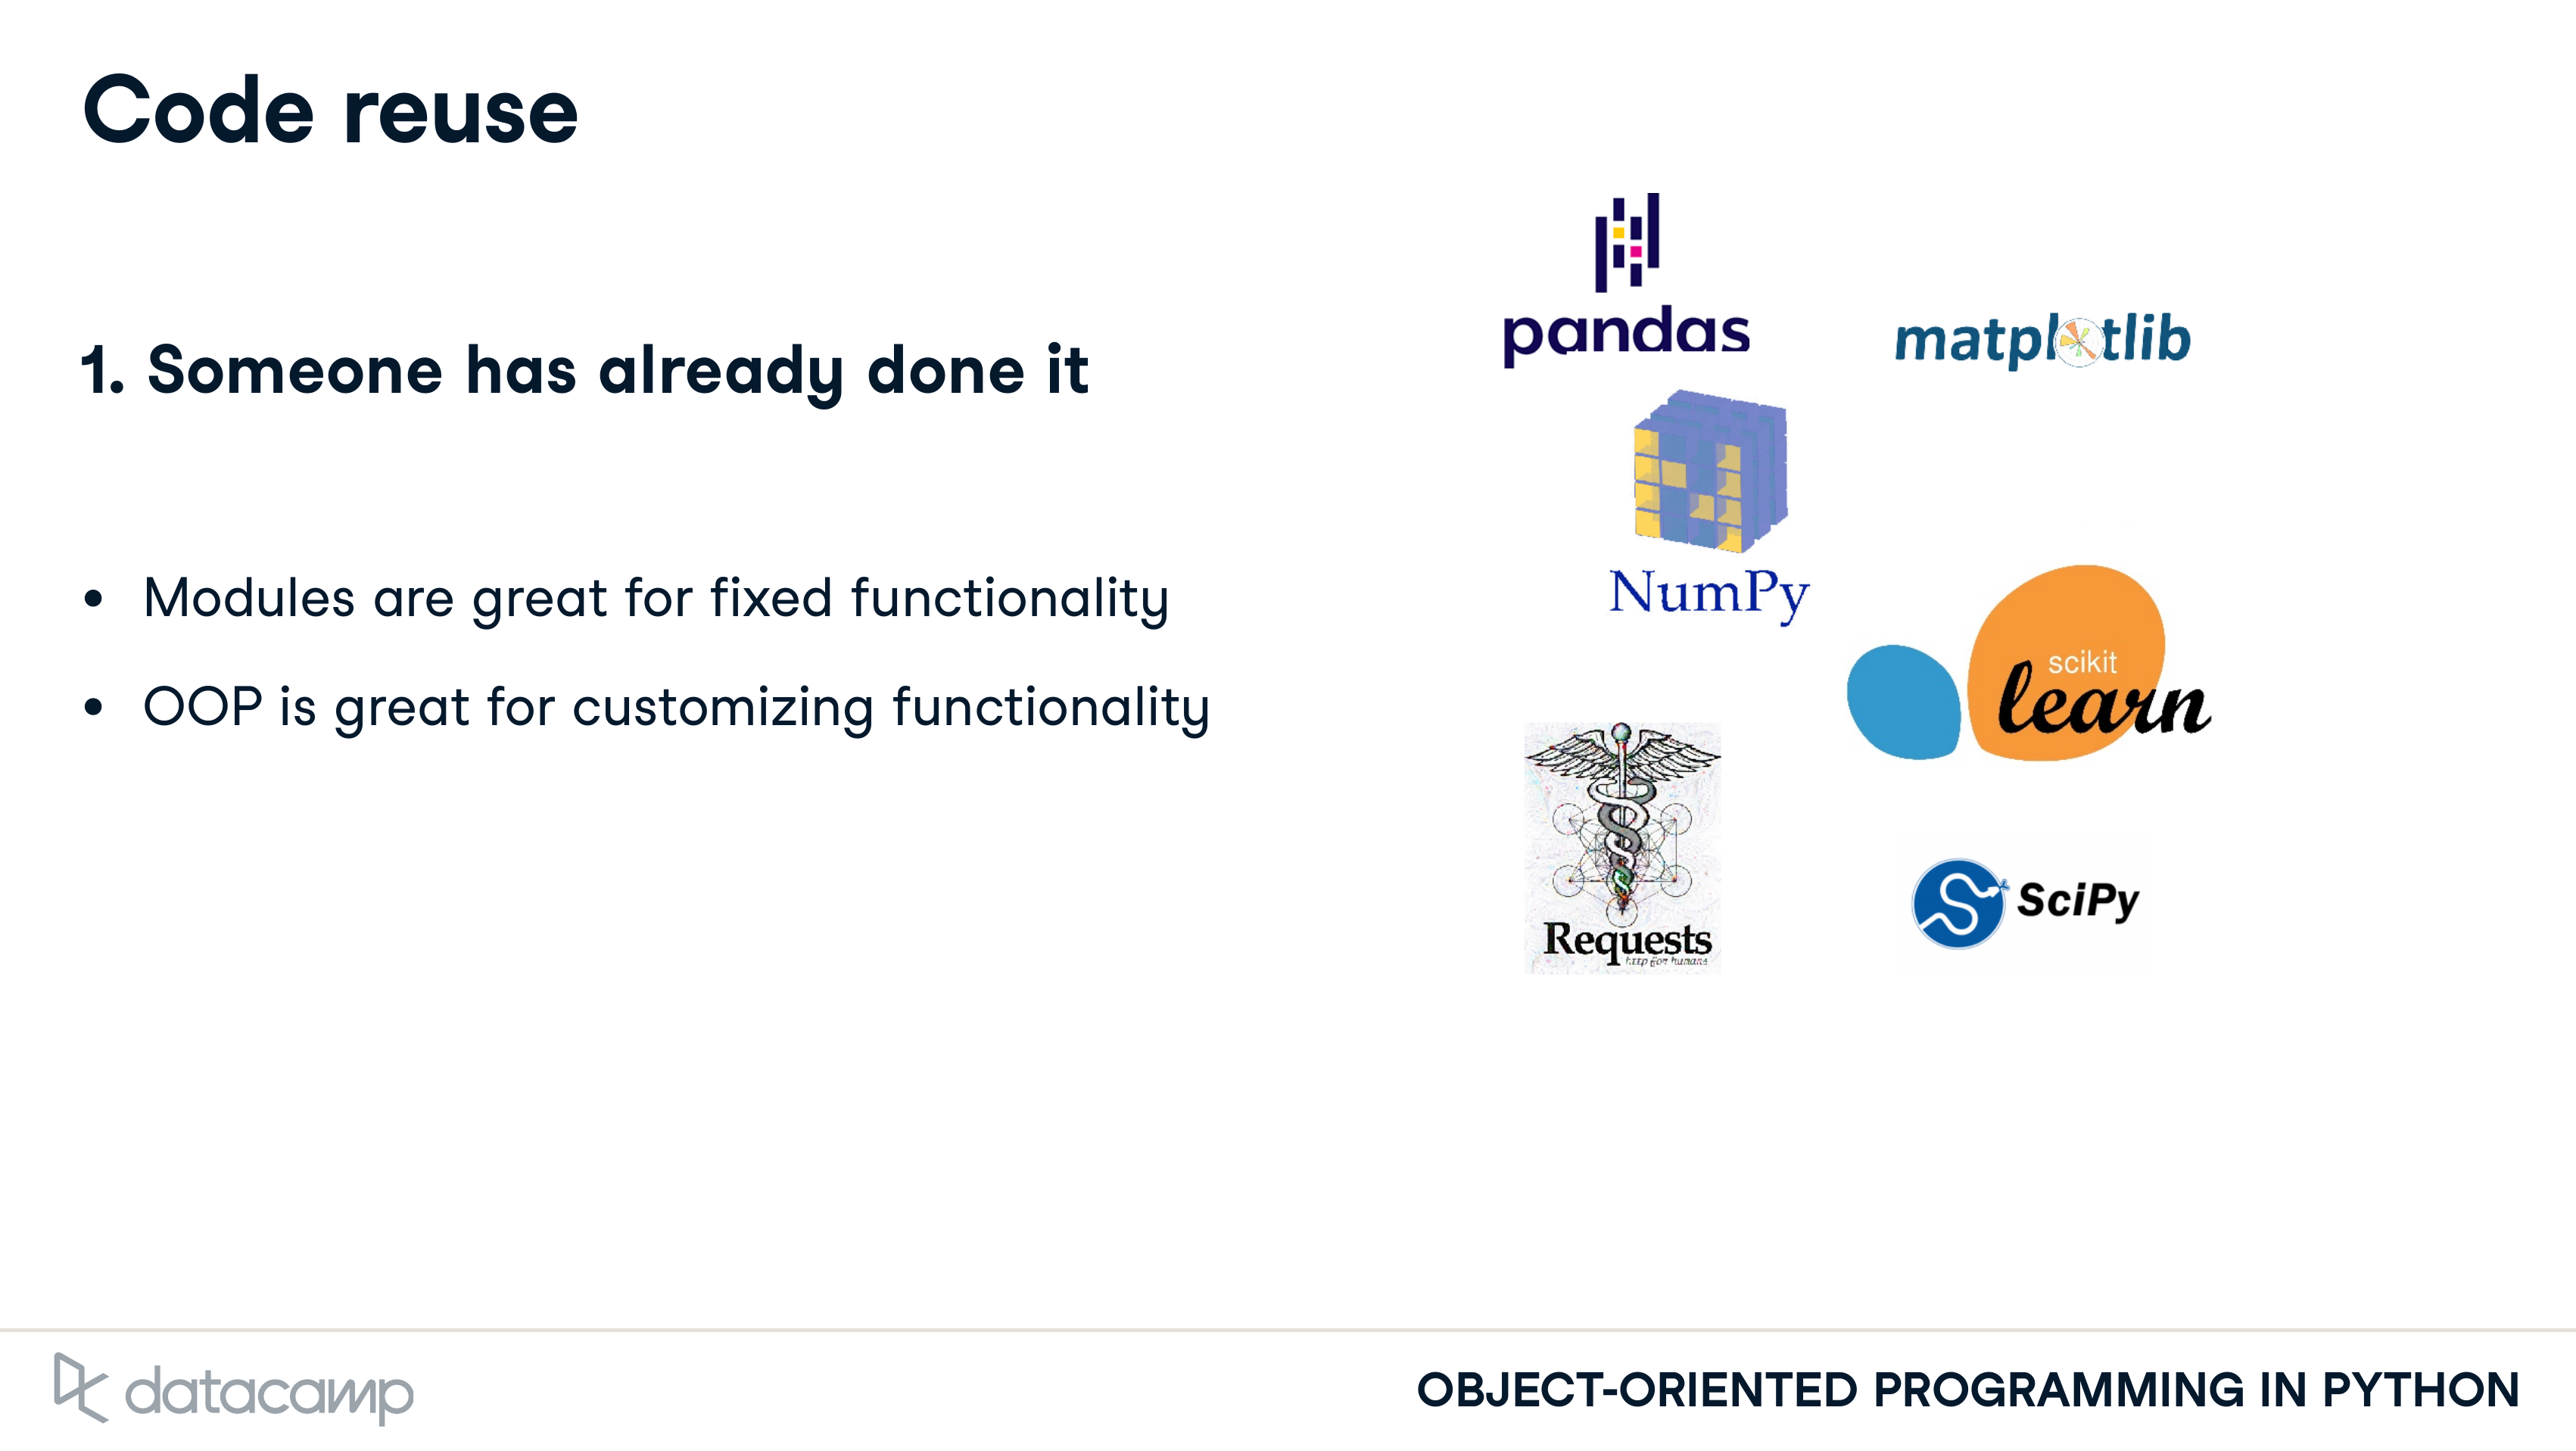 Code reuse
1. Someone has already done it
• Modules are great for fixed functionality
• OOP is great for customizing functionality
pandas
matplotlib
NumPy
scikit
learn
Requests
http for humans
SciPy
datacamp
OBJECT-ORIENTED PROGRAMMING IN PYTHON